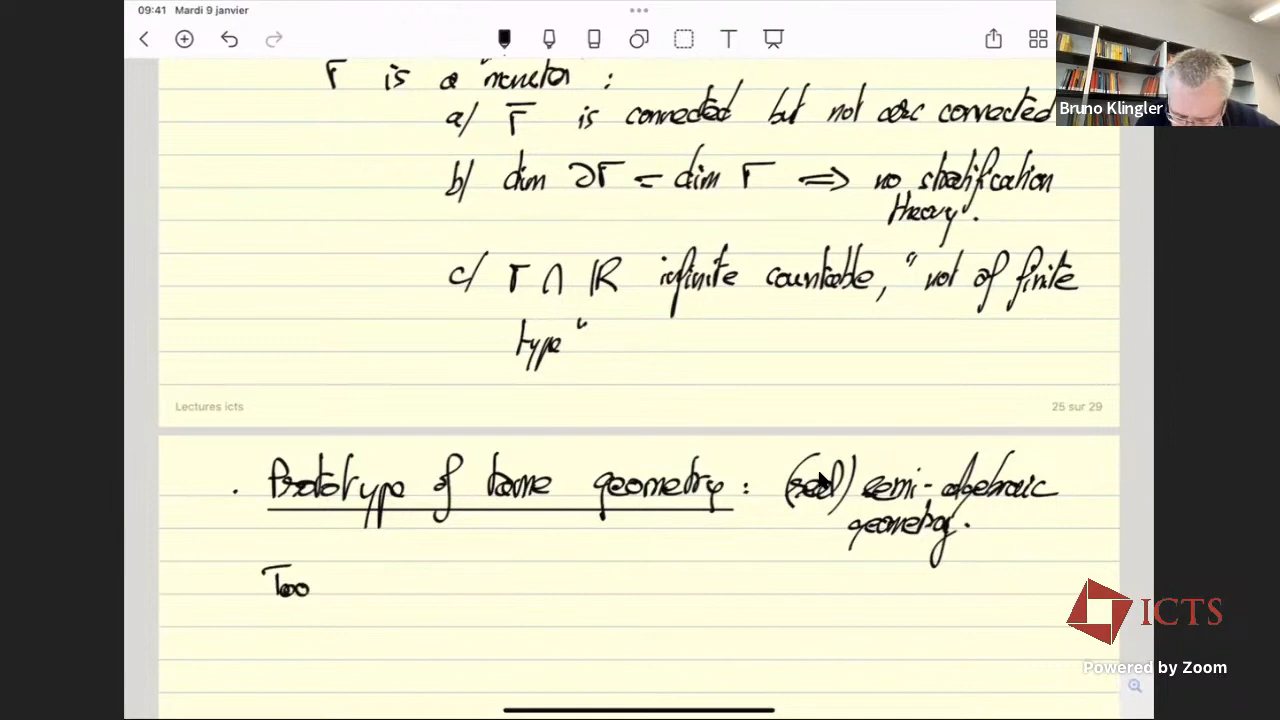 09:41 Mardi 9 janvier
Γ is a "monster" :
a/ Γ̅ is connected but not arc connected
b/ dim ∂Γ = dim Γ ⟹ no stratification
theory.
c/ Γ ∩ ℝ infinite countable, "not of finite
type"
Lectures icts
25 sur 29
. Prototype of tame geometry : (real) semi-algebraic
geometry.
Too
Bruno Klingler
ICTS
Powered by Zoom